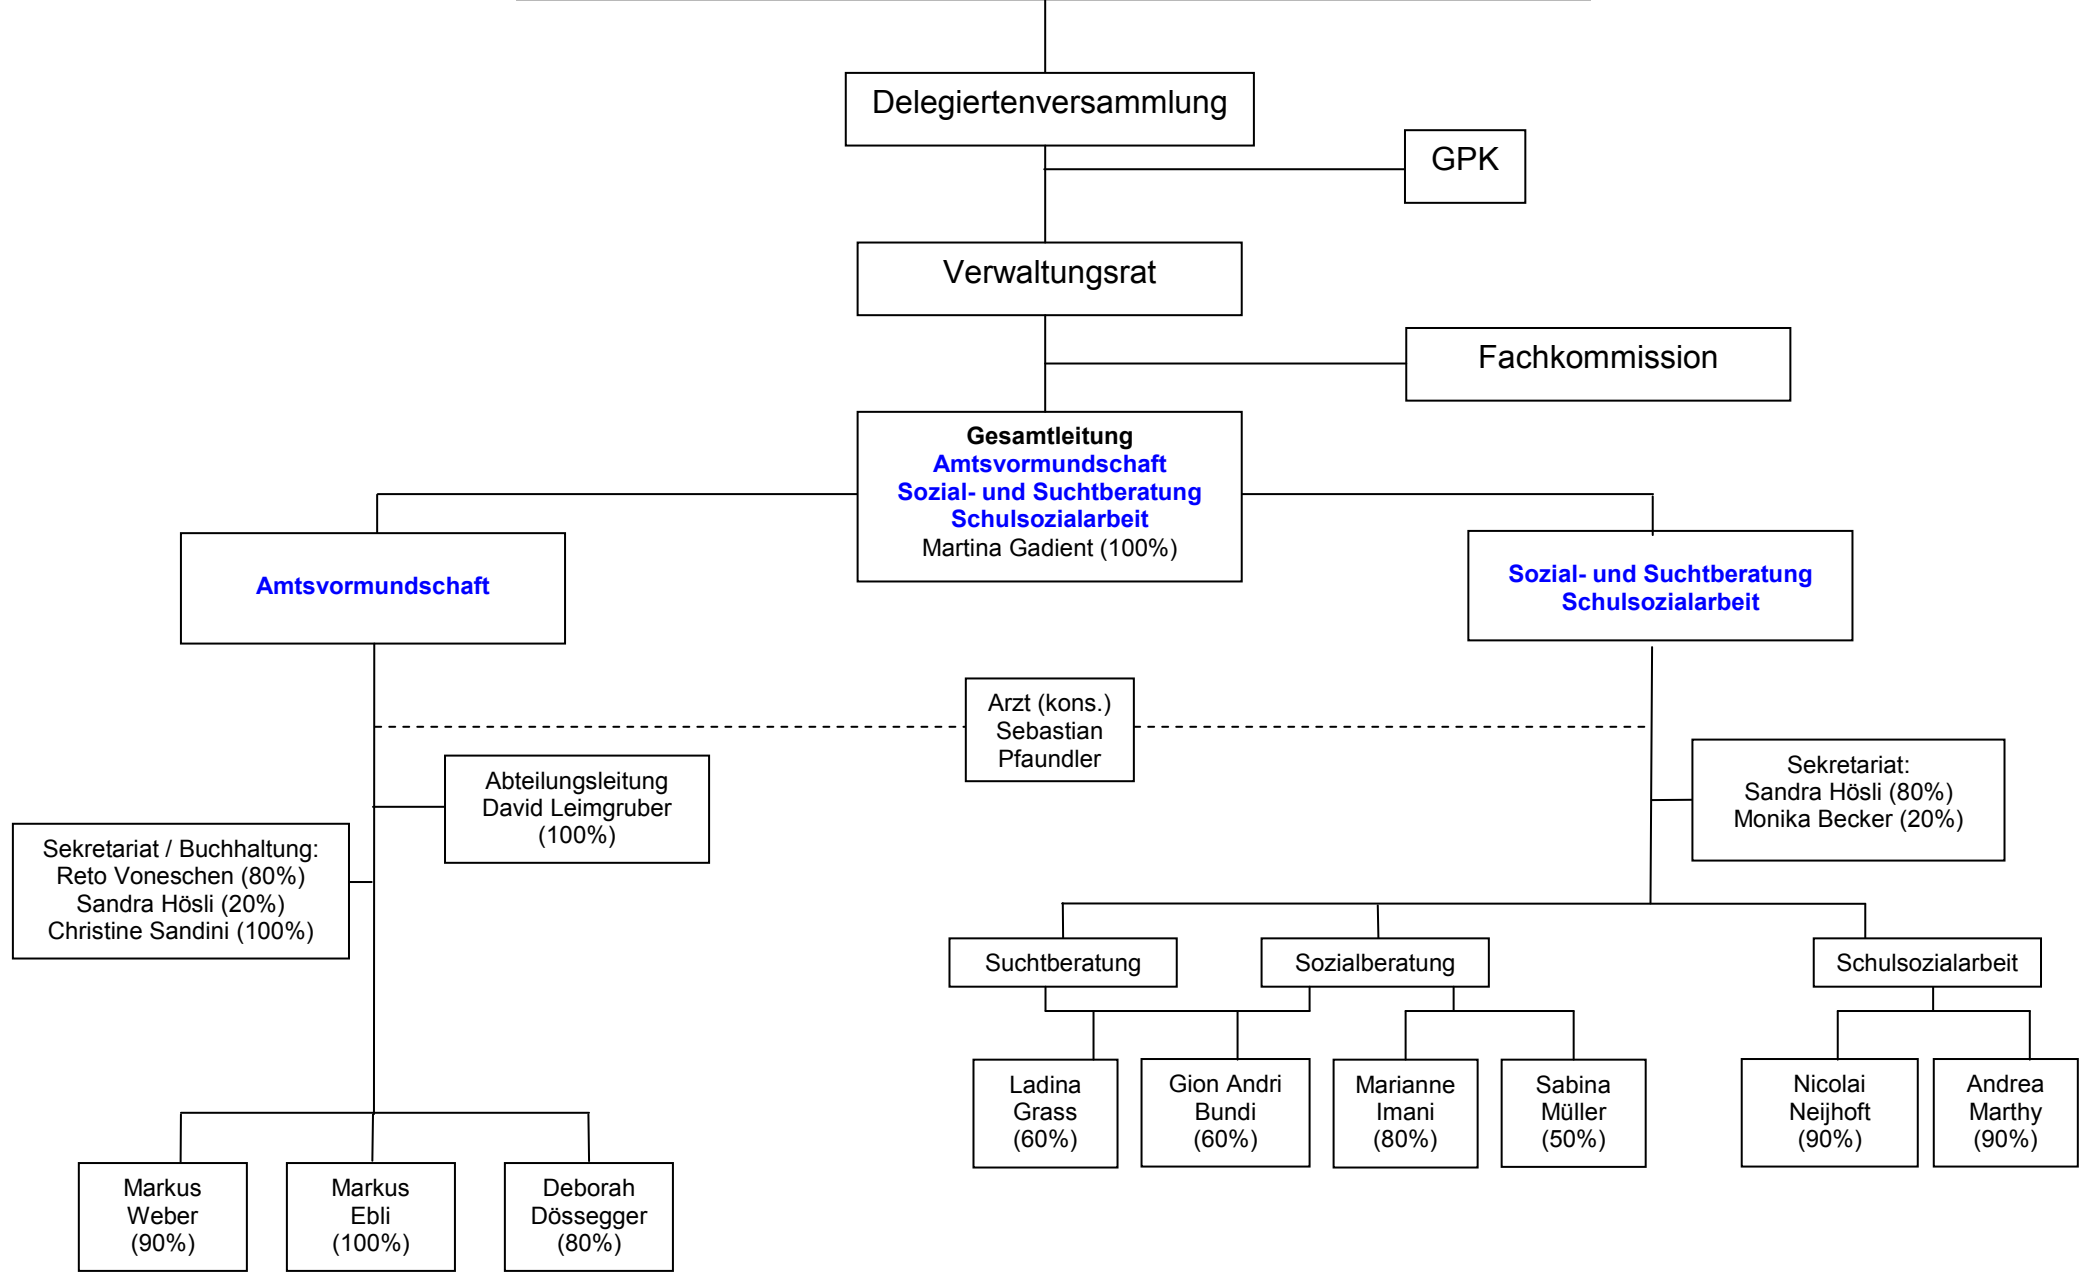 Delegiertenversammlung
GPK
Verwaltungsrat
Fachkommission
Gesamtleitung
Amtsvormundschaft
Sozial- und Suchtberatung
Schulsozialarbeit
Martina Gadient (100%)
Amtsvormundschaft
Sozial- und Suchtberatung
Schulsozialarbeit
Arzt (kons.)
Sebastian
Pfaundler
Abteilungsleitung
David Leimgruber
(100%)
Sekretariat:
Sandra Hösli (80%)
Monika Becker (20%)
Sekretariat / Buchhaltung:
Reto Voneschen (80%)
Sandra Hösli (20%)
Christine Sandini (100%)
Suchtberatung
Sozialberatung
Schulsozialarbeit
Ladina
Grass
(60%)
Gion Andri
Bundi
(60%)
Marianne
Imani
(80%)
Sabina
Müller
(50%)
Nicolai
Neijhoft
(90%)
Andrea
Marthy
(90%)
Markus
Weber
(90%)
Markus
Ebli
(100%)
Deborah
Dössegger
(80%)